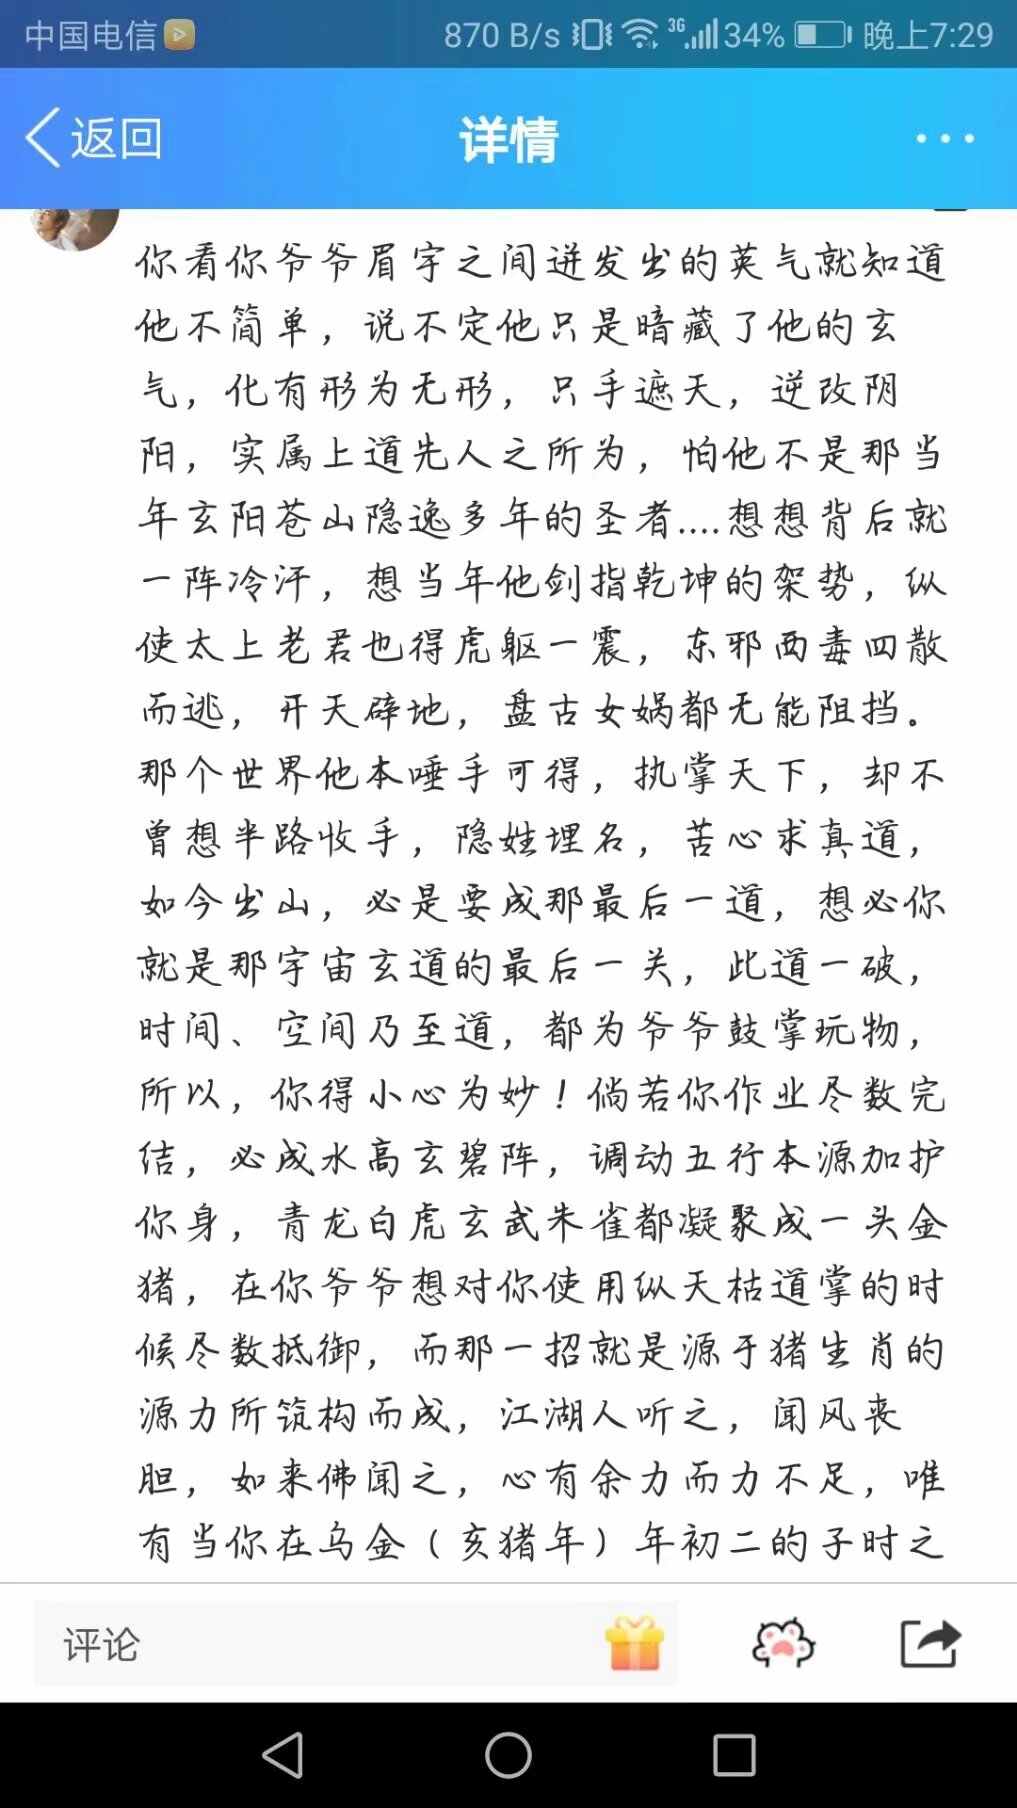 中国电信 870 B/s 3G 34% 晚上7:29
返回 详情 ...
你看你爷爷眉宇之间迸发出的英气就知道
他不简单，说不定他只是暗藏了他的玄
气，化有形为无形，只手遮天，逆改阴
阳，实属上道先人之所为，怕他不是那当
年玄阳苍山隐逸多年的圣者....想想背后就
一阵冷汗，想当年他剑指乾坤的架势，纵
使太上老君也得虎躯一震，东邪西毒四散
而逃，开天辟地，盘古女娲都无能阻挡。
那个世界他本唾手可得，执掌天下，却不
曾想半路收手，隐姓埋名，苦心求真道，
如今出山，必是要成那最后一道，想必你
就是那宇宙玄道的最后一关，此道一破，
时间、空间乃至道，都为爷爷鼓掌玩物，
所以，你得小心为妙！倘若你作业尽数完
结，必成水高玄碧阵，调动五行本源加护
你身，青龙白虎玄武朱雀都凝聚成一头金
猪，在你爷爷想对你使用纵天枯道掌的时
候尽数抵御，而那一招就是源于猪生肖的
源力所筑构而成，江湖人听之，闻风丧
胆，如来佛闻之，心有余力而力不足，唯
有当你在乌金（亥猪年）年初二的子时之
评论